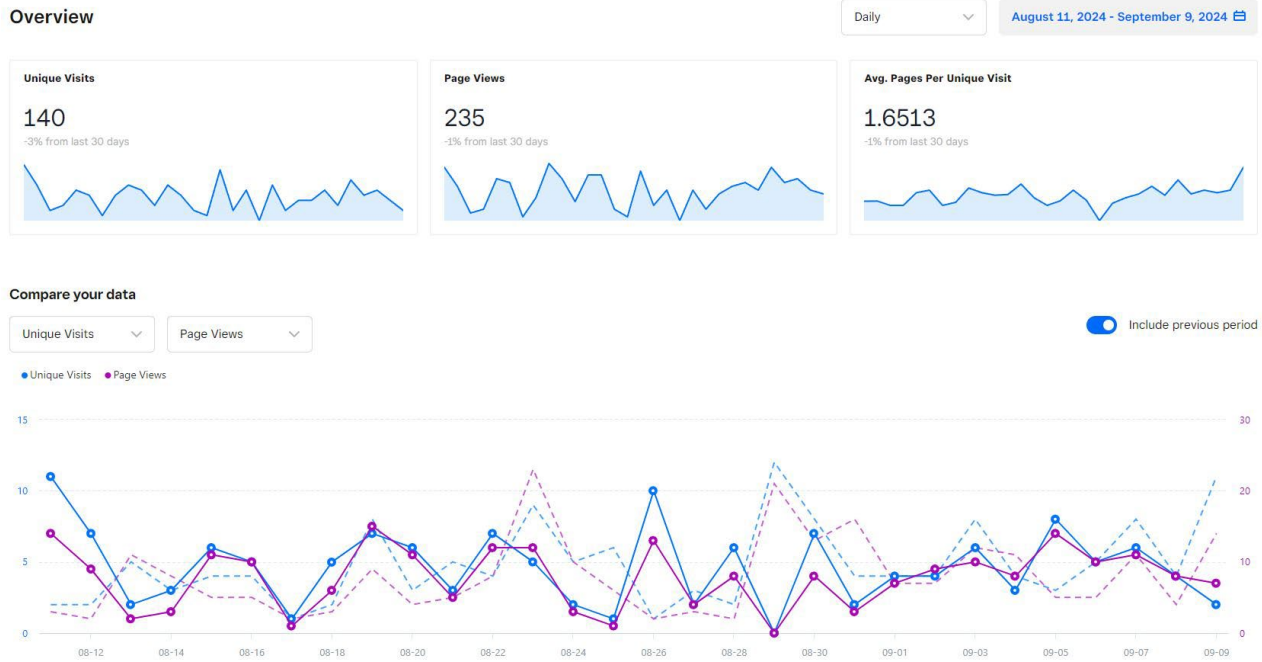 Overview
Daily
August 11, 2024 - September 9, 2024
Unique Visits
140
-3% from last 30 days
Page Views
235
-1% from last 30 days
Avg. Pages Per Unique Visit
1.6513
-1% from last 30 days
Compare your data
Unique Visits
Page Views
Include previous period
Unique Visits Page Views
15 30
10 20
5 10
0 0
08-12 08-14 08-16 08-18 08-20 08-22 08-24 08-26 08-28 08-30 09-01 09-03 09-05 09-07 09-09